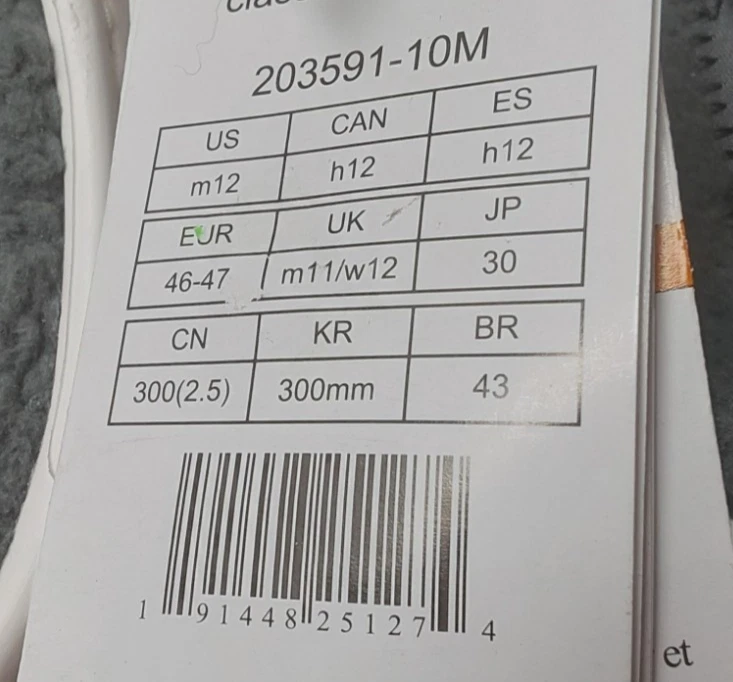 203591-10M
US CAN ES
m12 h12 h12
EUR UK JP
46-47 m11/w12 30
CN KR BR
300(2.5) 300mm 43
1 91448 25127 4
et